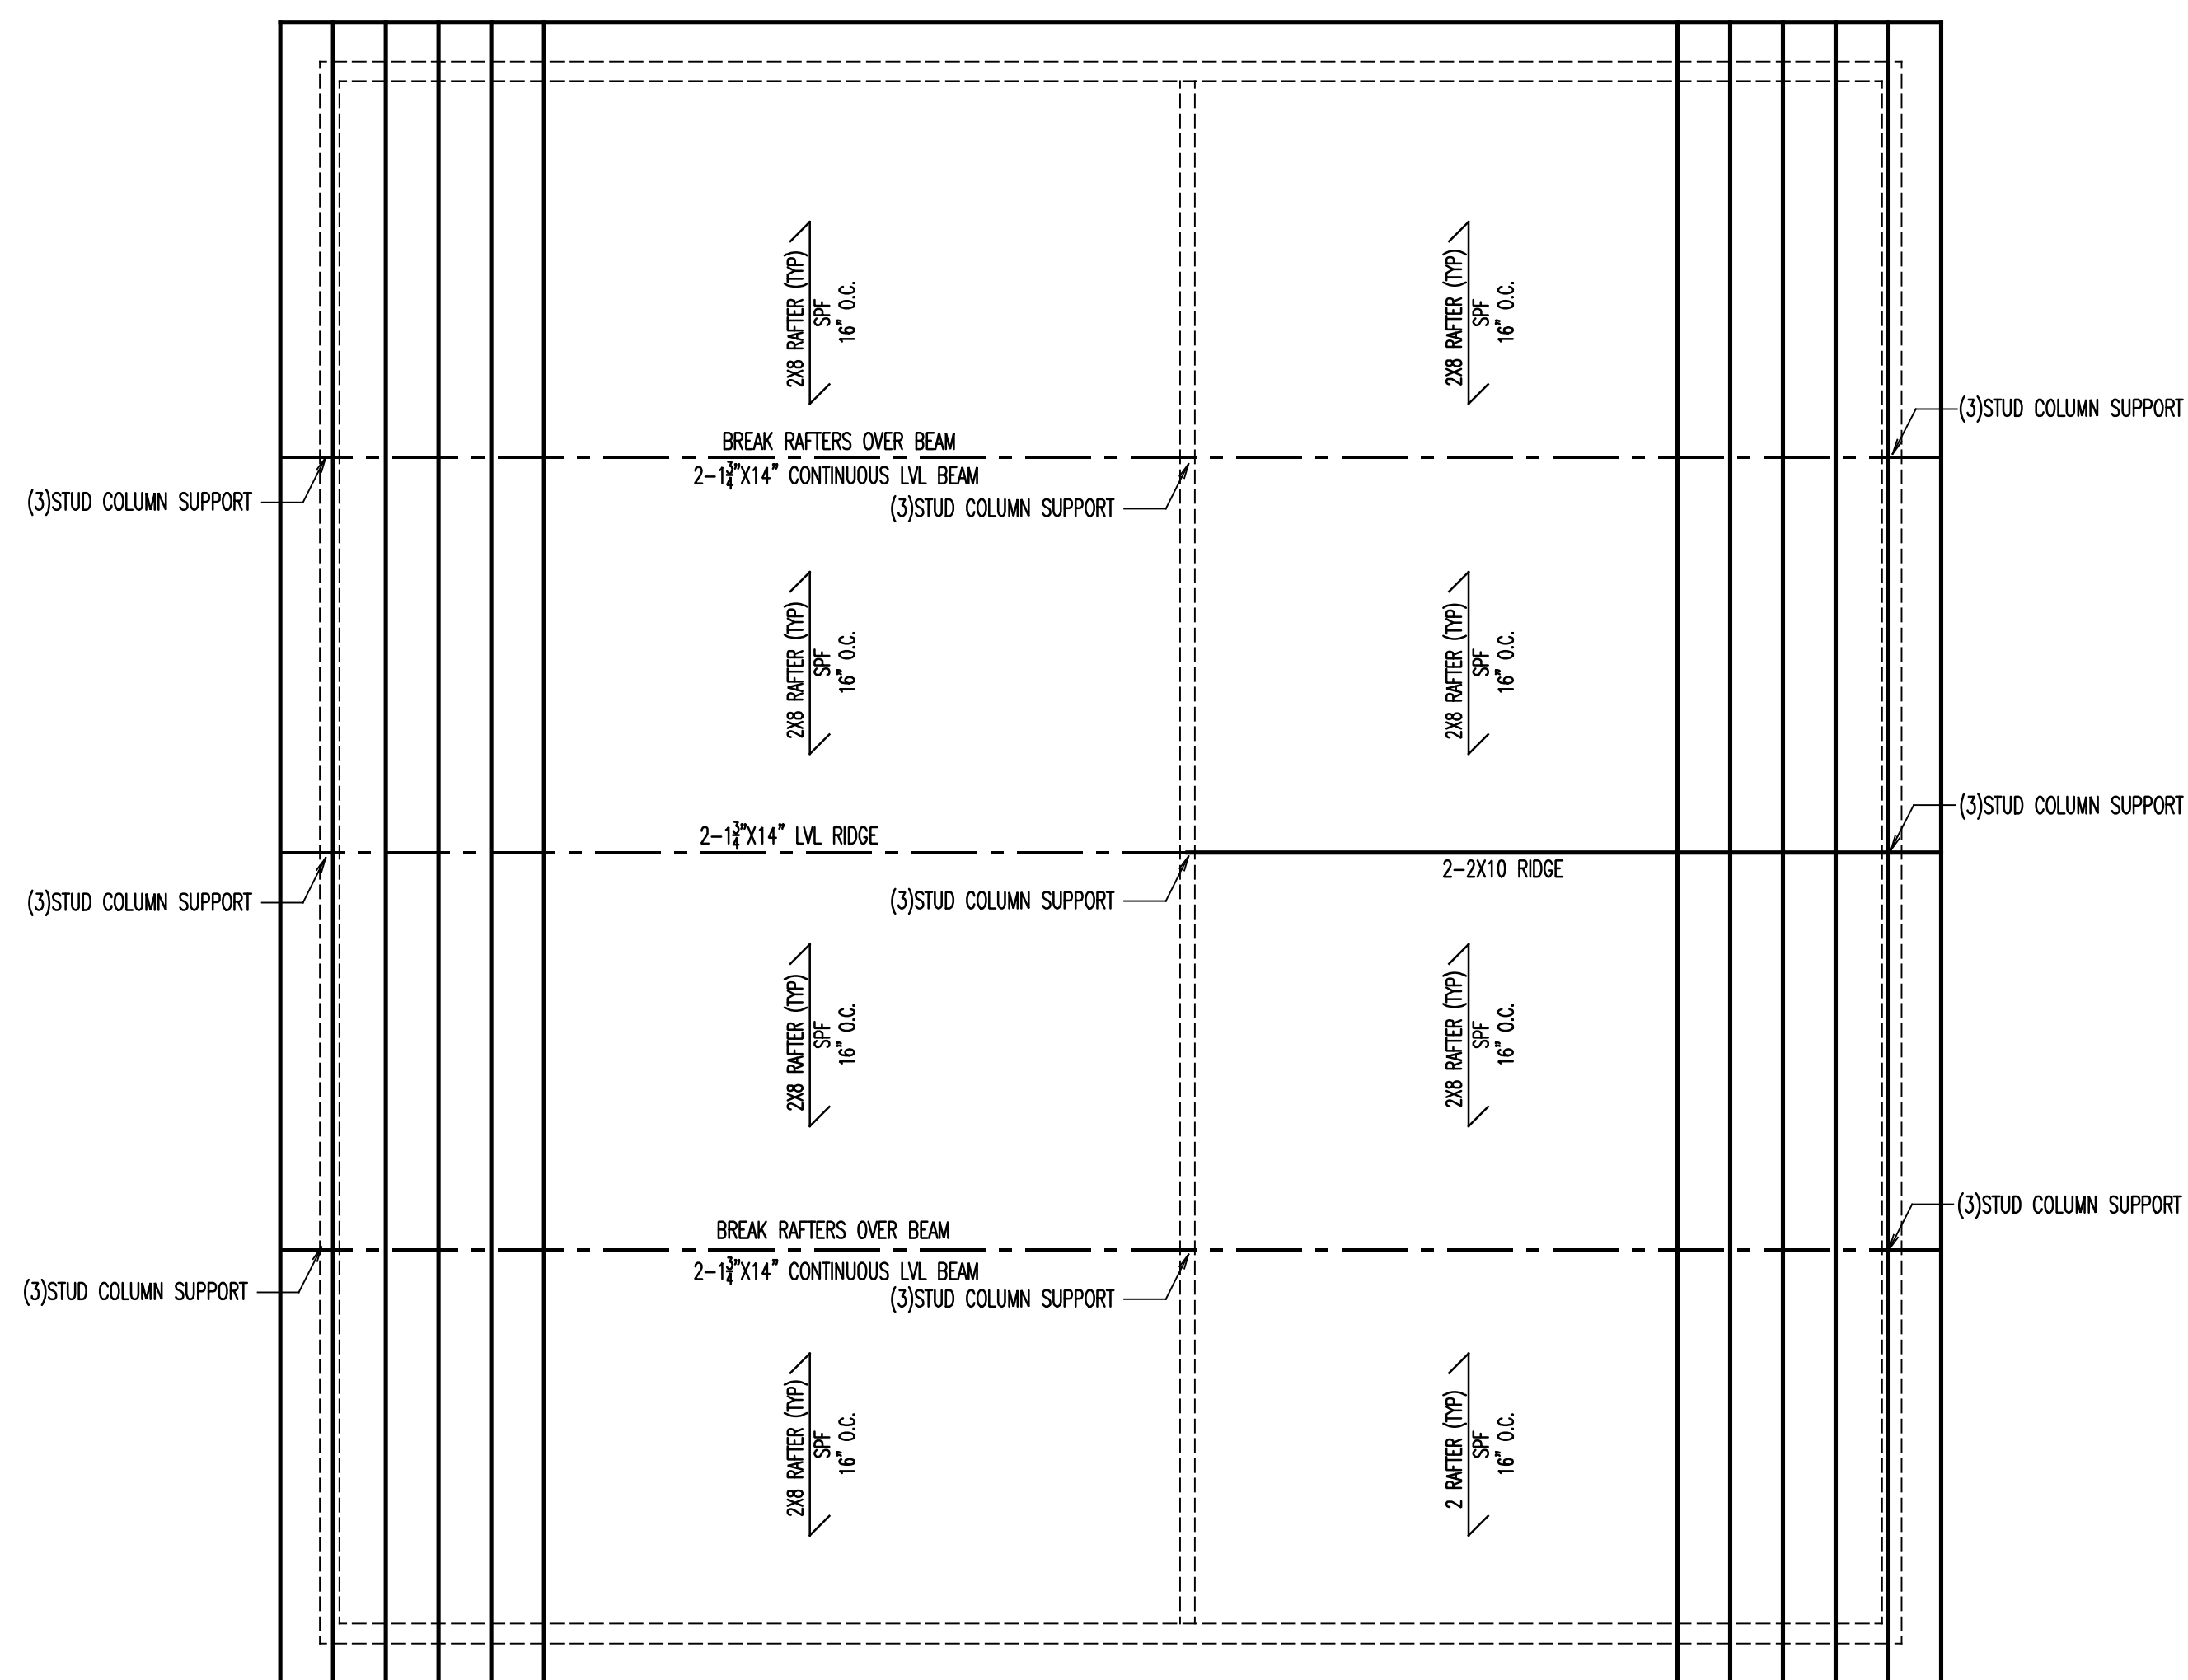 2X8 RAFTER (TYP)
SPF
16" O.C.
2X8 RAFTER (TYP)
SPF
16" O.C.
(3)STUD COLUMN SUPPORT
BREAK RAFTERS OVER BEAM
2-1¾"X14" CONTINUOUS LVL BEAM
(3)STUD COLUMN SUPPORT
(3)STUD COLUMN SUPPORT
2X8 RAFTER (TYP)
SPF
16" O.C.
2X8 RAFTER (TYP)
SPF
16" O.C.
(3)STUD COLUMN SUPPORT
2-1¾"X14" LVL RIDGE
2-2X10 RIDGE
(3)STUD COLUMN SUPPORT
(3)STUD COLUMN SUPPORT
2X8 RAFTER (TYP)
SPF
16" O.C.
2X8 RAFTER (TYP)
SPF
16" O.C.
(3)STUD COLUMN SUPPORT
BREAK RAFTERS OVER BEAM
2-1¾"X14" CONTINUOUS LVL BEAM
(3)STUD COLUMN SUPPORT
(3)STUD COLUMN SUPPORT
2X8 RAFTER (TYP)
SPF
16" O.C.
2 RAFTER (TYP)
SPF
16" O.C.